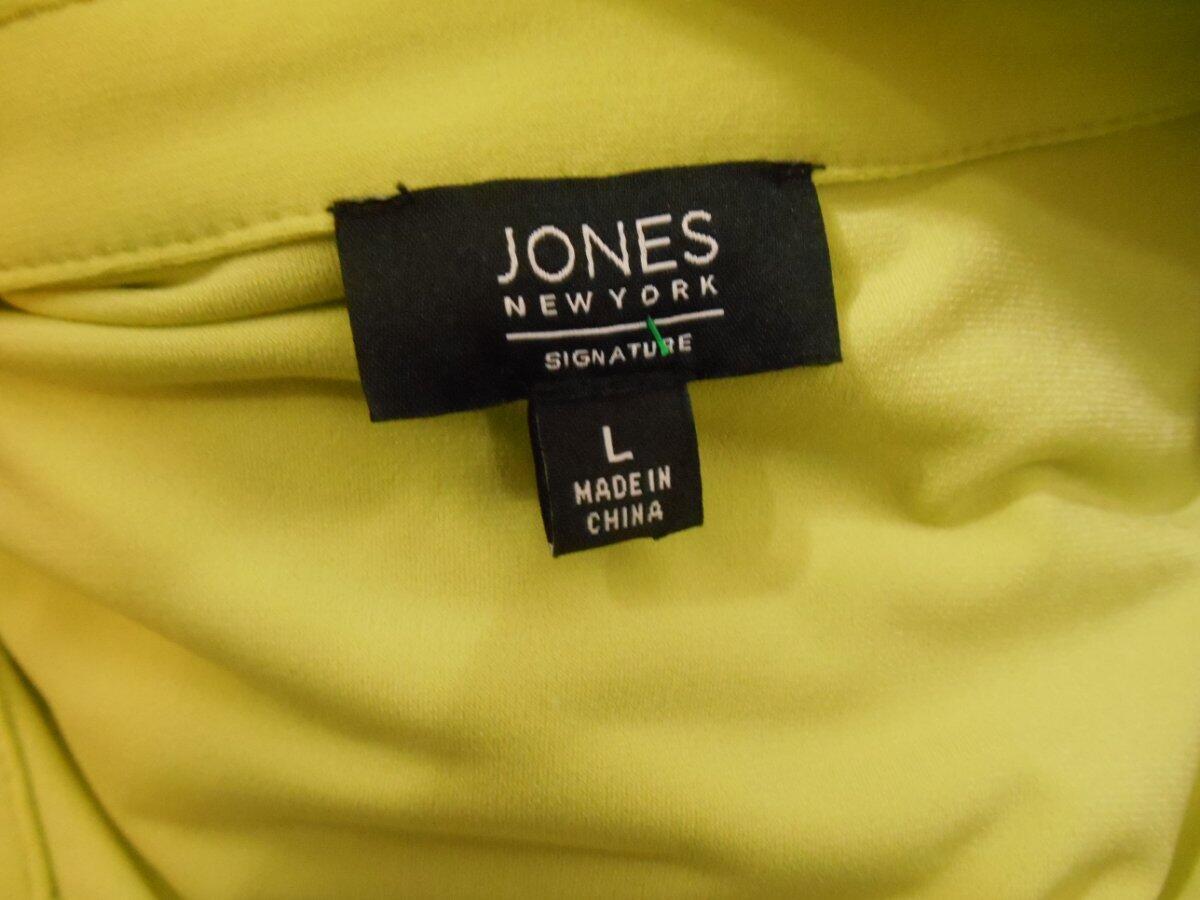 JONES
NEW YORK
SIGNATURE
L
MADE IN
CHINA